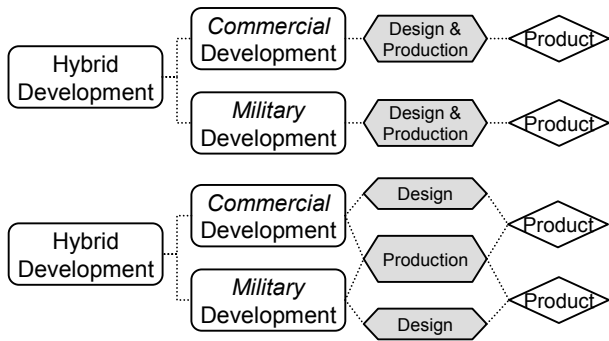 Commercial
Development
Design &
Production
Product
Hybrid
Development
Military
Development
Design &
Production
Product
Commercial
Development
Design
Product
Hybrid
Development
Production
Military
Development
Product
Design